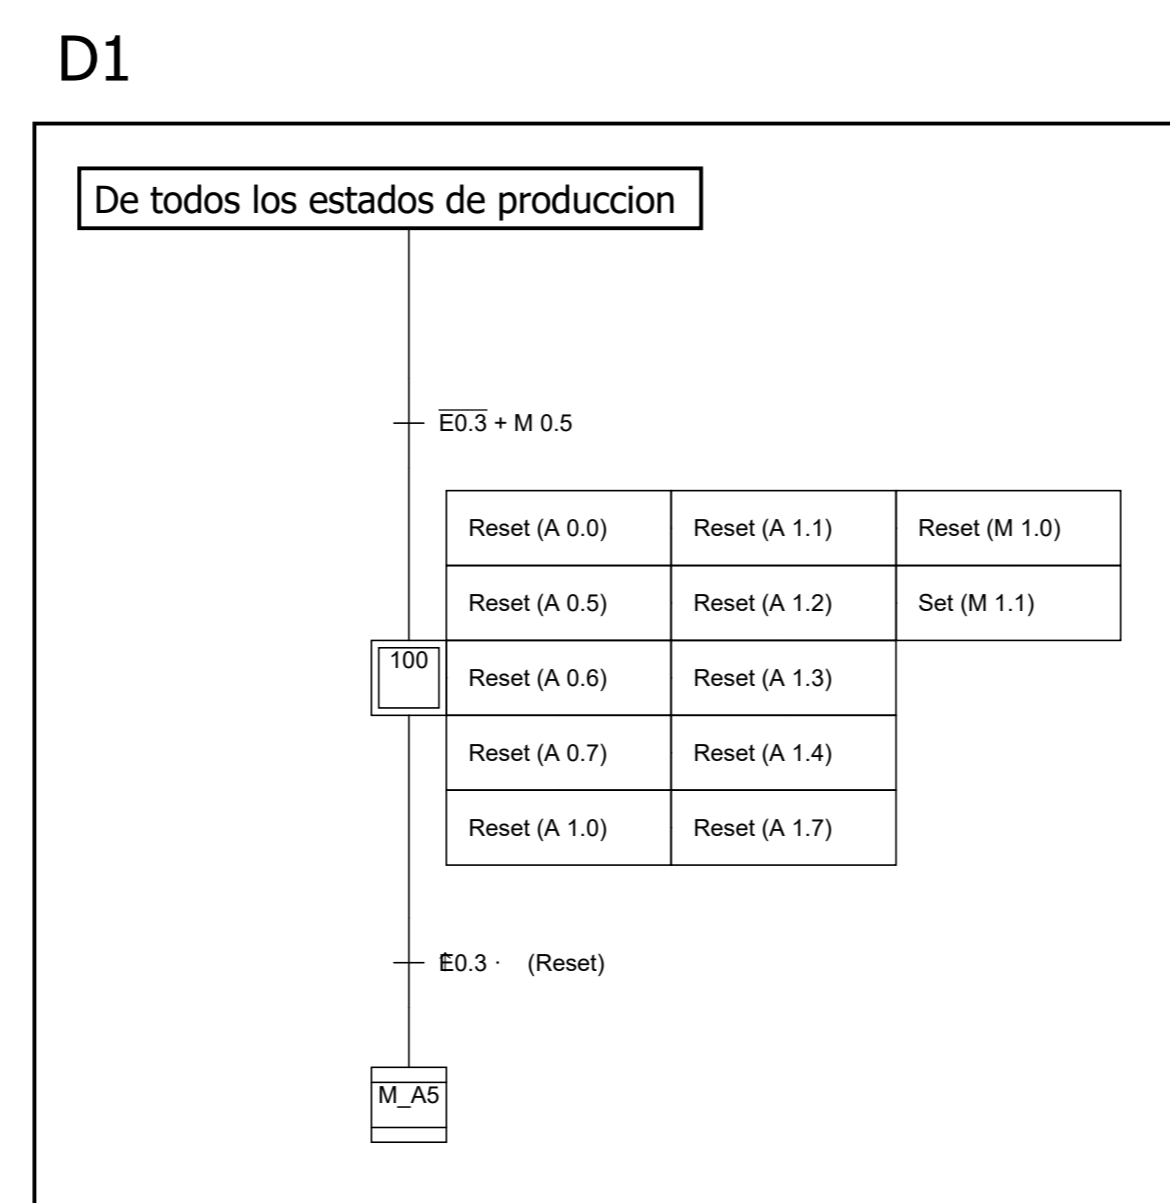 D1
De todos los estados de produccion
E0.3 + M 0.5
Reset (A 0.0) Reset (A 1.1) Reset (M 1.0)
Reset (A 0.5) Reset (A 1.2) Set (M 1.1)
100
Reset (A 0.6) Reset (A 1.3)
Reset (A 0.7) Reset (A 1.4)
Reset (A 1.0) Reset (A 1.7)
↑E0.3 · (Reset)
M_A5